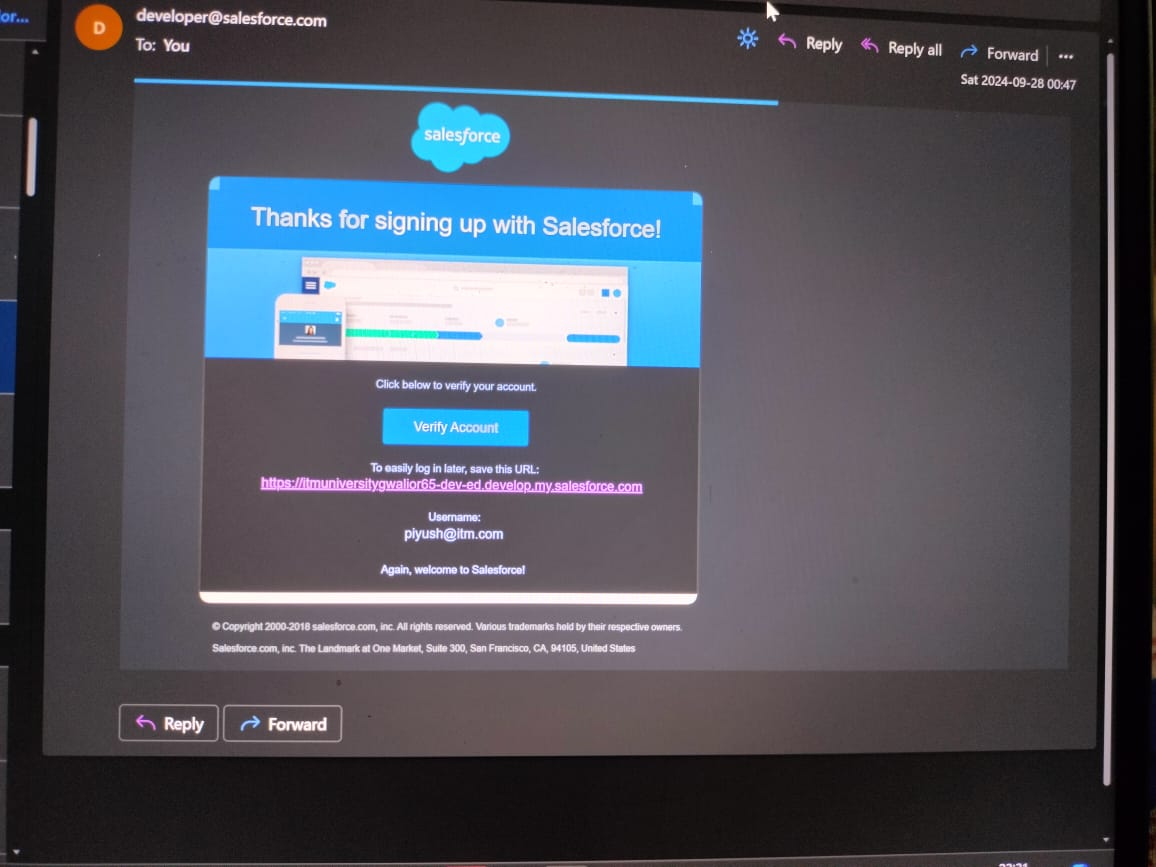 developer@salesforce.com
To: You
Reply
Reply all
Forward
Sat 2024-09-28 00:47
D
salesforce
Thanks for signing up with Salesforce!
Click below to verify your account.
Verify Account
To easily log in later, save this URL:
https://itmuniversitygwalior65-dev-ed.develop.my.salesforce.com
Username:
piyush@itm.com
Again, welcome to Salesforce!
© Copyright 2000-2018 salesforce.com, inc. All rights reserved. Various trademarks held by their respective owners.
Salesforce.com, inc. The Landmark at One Market, Suite 300, San Francisco, CA, 94105, United States
Reply
Forward